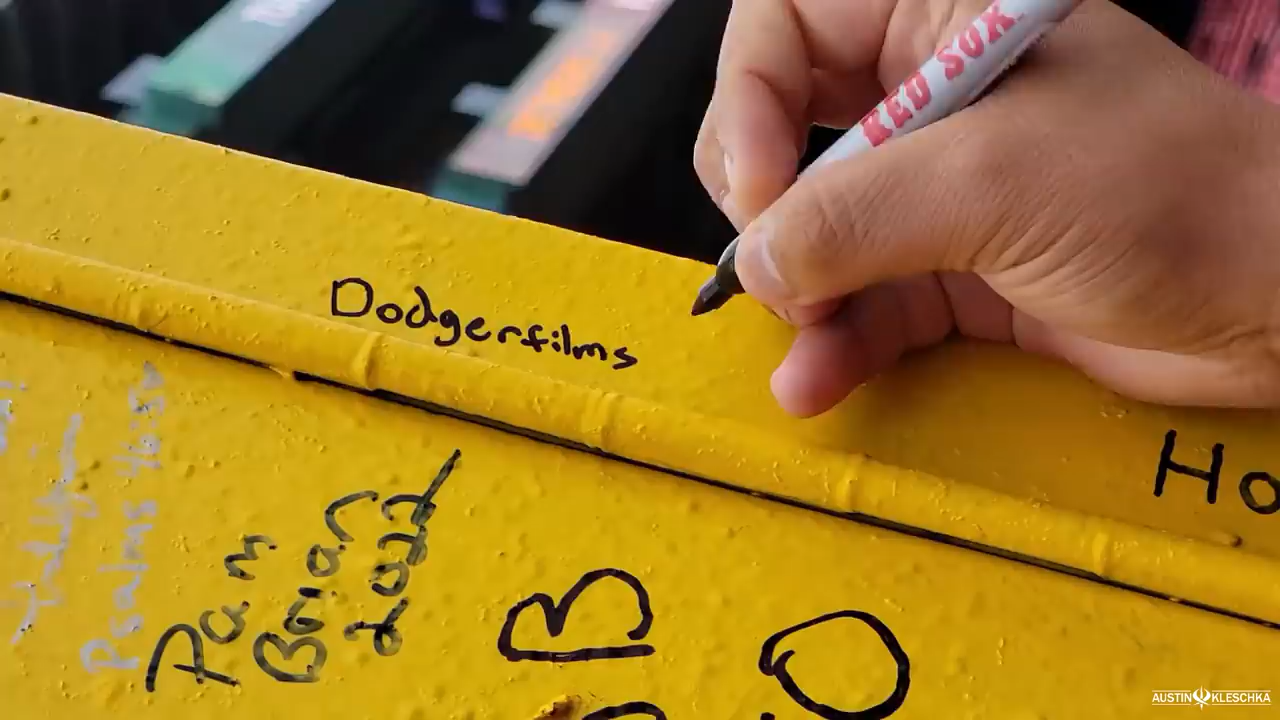 RED SOX
Dodgerfilms
Ho
Psalms 46:5
Pam
Brian
2022
B
O
AUSTIN KLESCHKA